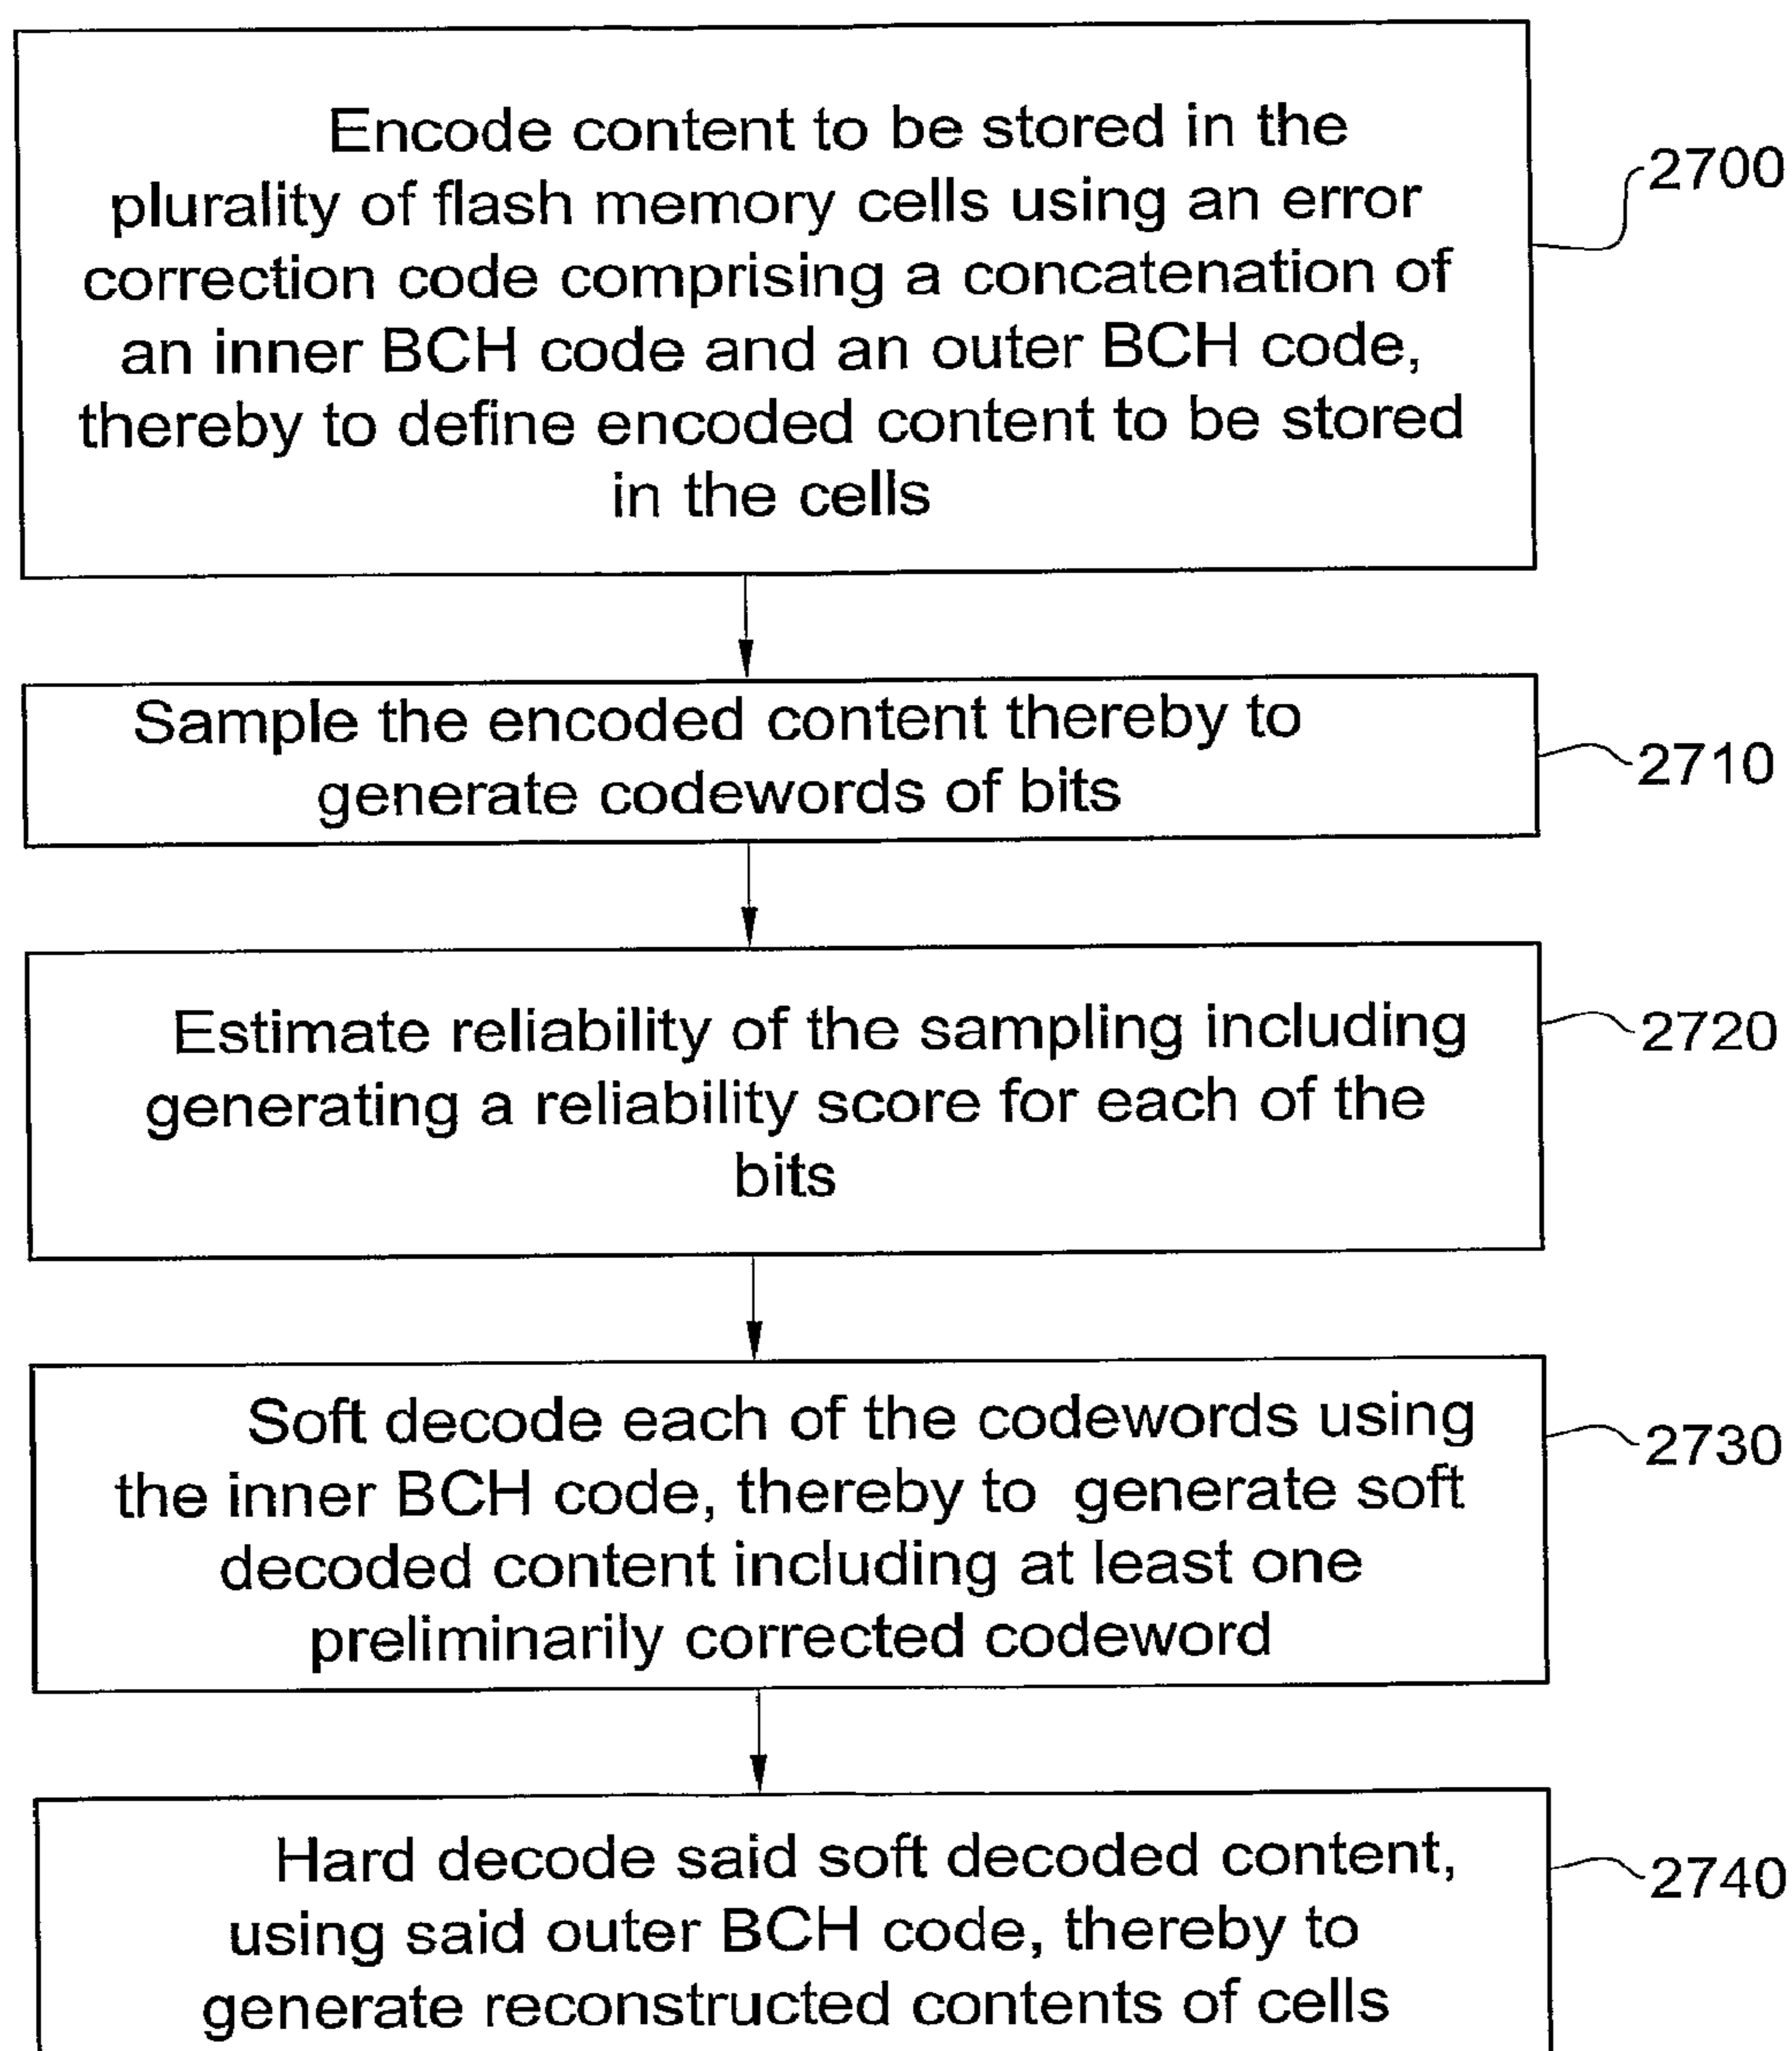 Encode content to be stored in the
plurality of flash memory cells using an error
correction code comprising a concatenation of
an inner BCH code and an outer BCH code,
thereby to define encoded content to be stored
in the cells
2700
Sample the encoded content thereby to
generate codewords of bits
2710
Estimate reliability of the sampling including
generating a reliability score for each of the
bits
2720
Soft decode each of the codewords using
the inner BCH code, thereby to generate soft
decoded content including at least one
preliminarily corrected codeword
2730
Hard decode said soft decoded content,
using said outer BCH code, thereby to
generate reconstructed contents of cells
2740